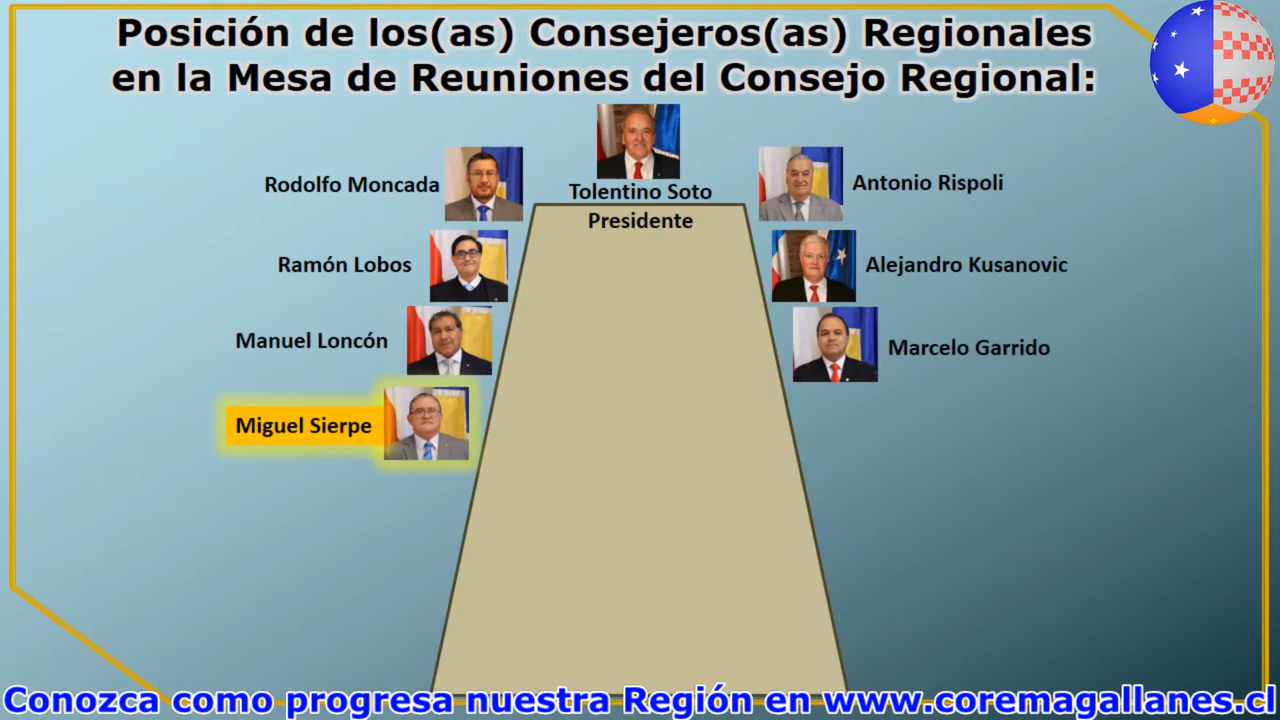 Posición de los(as) Consejeros(as) Regionales
en la Mesa de Reuniones del Consejo Regional:
Tolentino Soto
Presidente
Rodolfo Moncada
Antonio Rispoli
Ramón Lobos
Alejandro Kusanovic
Manuel Loncón
Marcelo Garrido
Miguel Sierpe
Conozca como progresa nuestra Región en www.coremagallanes.cl